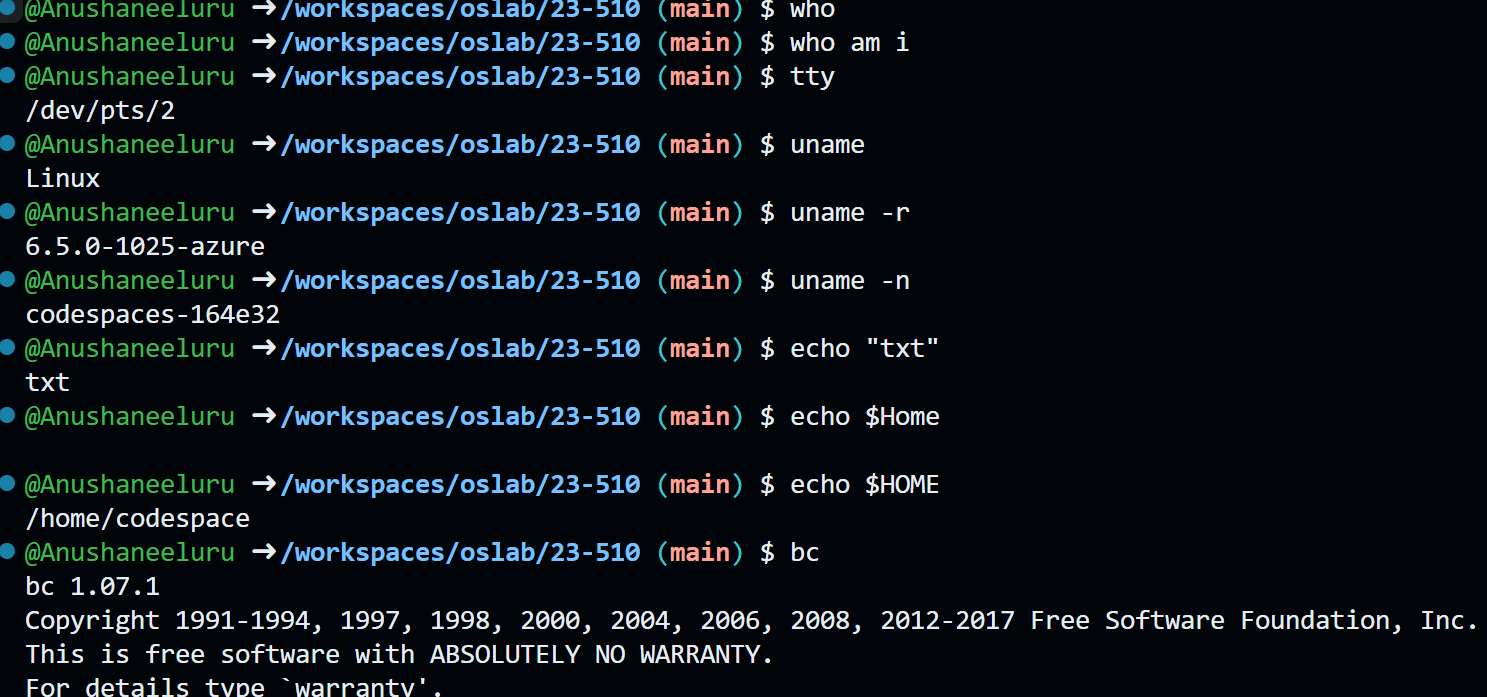 @Anushaneeluru ➜/workspaces/oslab/23-510 (main) $ who
@Anushaneeluru ➜/workspaces/oslab/23-510 (main) $ who am i
@Anushaneeluru ➜/workspaces/oslab/23-510 (main) $ tty
/dev/pts/2
@Anushaneeluru ➜/workspaces/oslab/23-510 (main) $ uname
Linux
@Anushaneeluru ➜/workspaces/oslab/23-510 (main) $ uname -r
6.5.0-1025-azure
@Anushaneeluru ➜/workspaces/oslab/23-510 (main) $ uname -n
codespaces-164e32
@Anushaneeluru ➜/workspaces/oslab/23-510 (main) $ echo "txt"
txt
@Anushaneeluru ➜/workspaces/oslab/23-510 (main) $ echo $Home
@Anushaneeluru ➜/workspaces/oslab/23-510 (main) $ echo $HOME
/home/codespace
@Anushaneeluru ➜/workspaces/oslab/23-510 (main) $ bc
bc 1.07.1
Copyright 1991-1994, 1997, 1998, 2000, 2004, 2006, 2008, 2012-2017 Free Software Foundation, Inc.
This is free software with ABSOLUTELY NO WARRANTY.
For details type `warranty'.